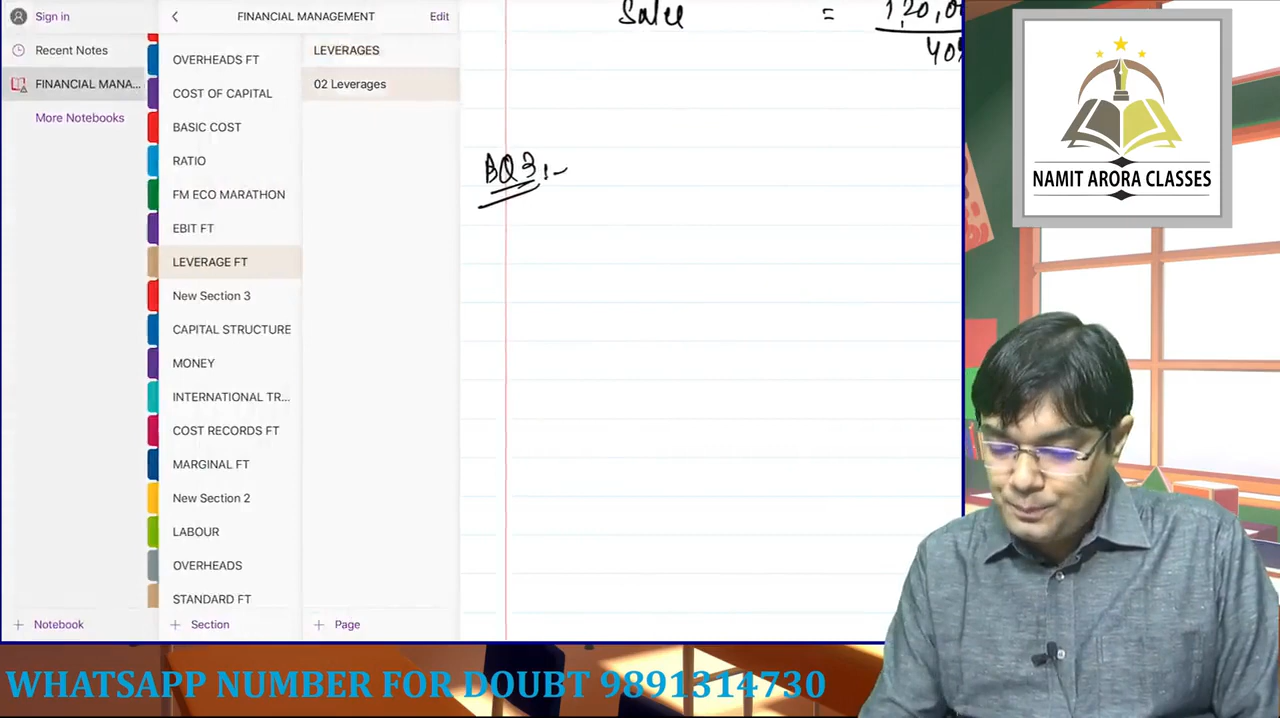 Sign in
Recent Notes
FINANCIAL MANA...
More Notebooks
+ Notebook
FINANCIAL MANAGEMENT
Edit
OVERHEADS FT
COST OF CAPITAL
BASIC COST
RATIO
FM ECO MARATHON
EBIT FT
LEVERAGE FT
New Section 3
CAPITAL STRUCTURE
MONEY
INTERNATIONAL TR...
COST RECORDS FT
MARGINAL FT
New Section 2
LABOUR
OVERHEADS
STANDARD FT
+ Section
LEVERAGES
02 Leverages
+ Page
Sales =
BQ3:-
NAMIT ARORA CLASSES
WHATSAPP NUMBER FOR DOUBT 9891314730